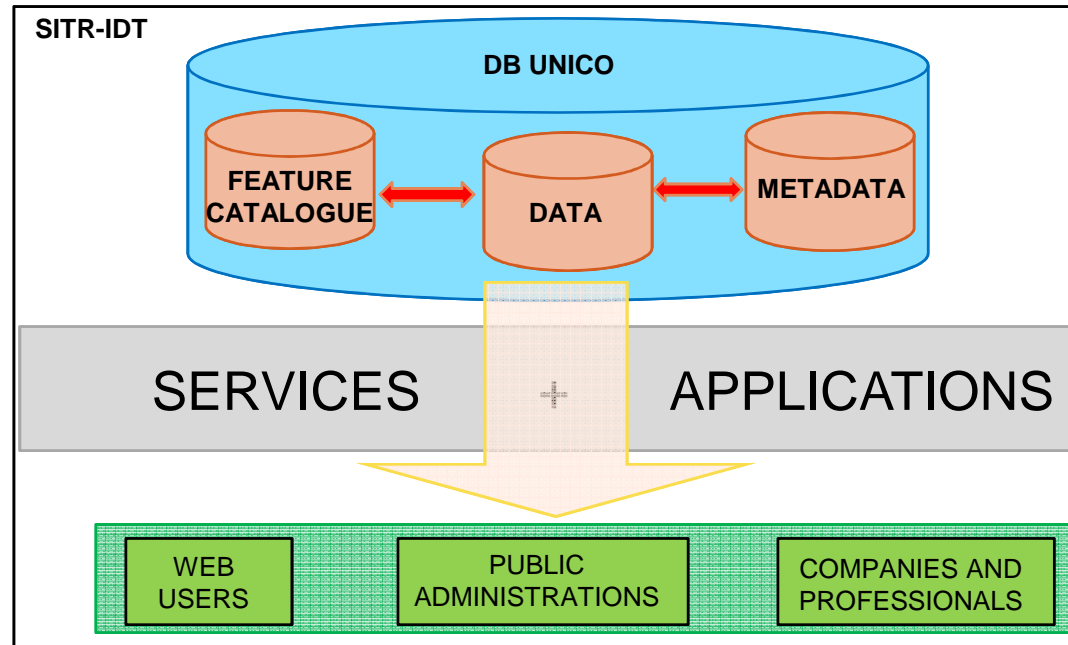 SITR-IDT
DB UNICO
FEATURE
CATALOGUE
DATA
METADATA
SERVICES
APPLICATIONS
WEB
USERS
PUBLIC
ADMINISTRATIONS
COMPANIES AND
PROFESSIONALS